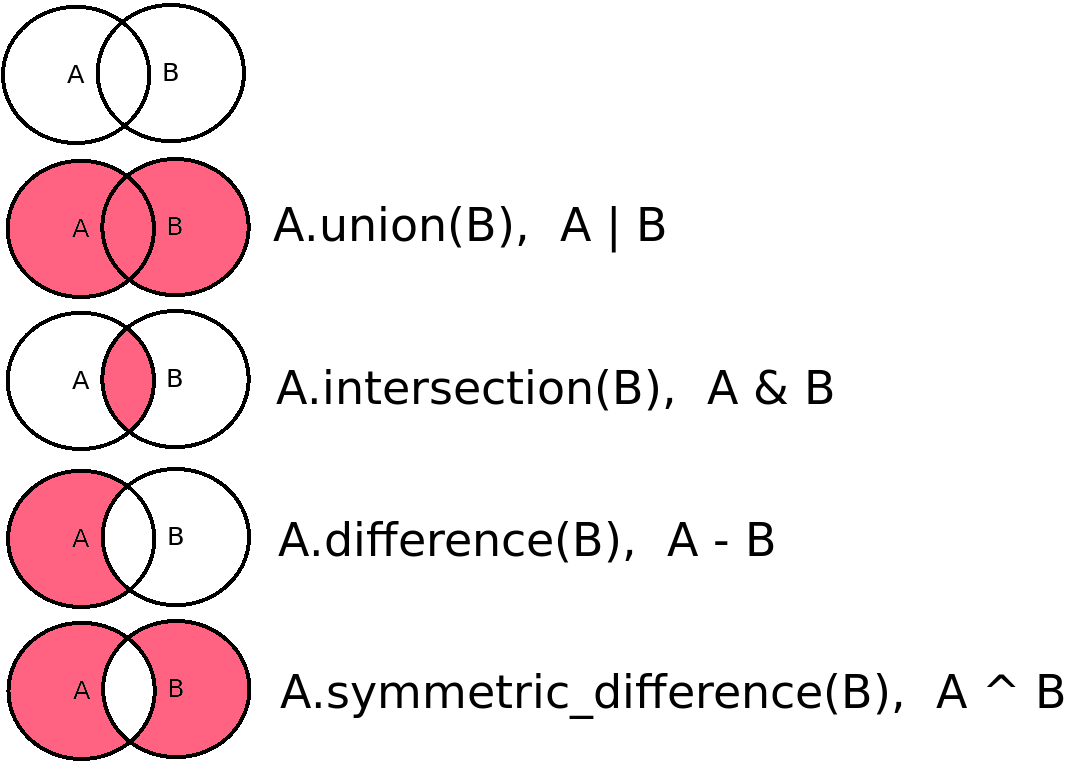 A B
A B A.union(B), A | B
A B A.intersection(B), A & B
A B A.difference(B), A - B
A B A.symmetric_difference(B), A ^ B